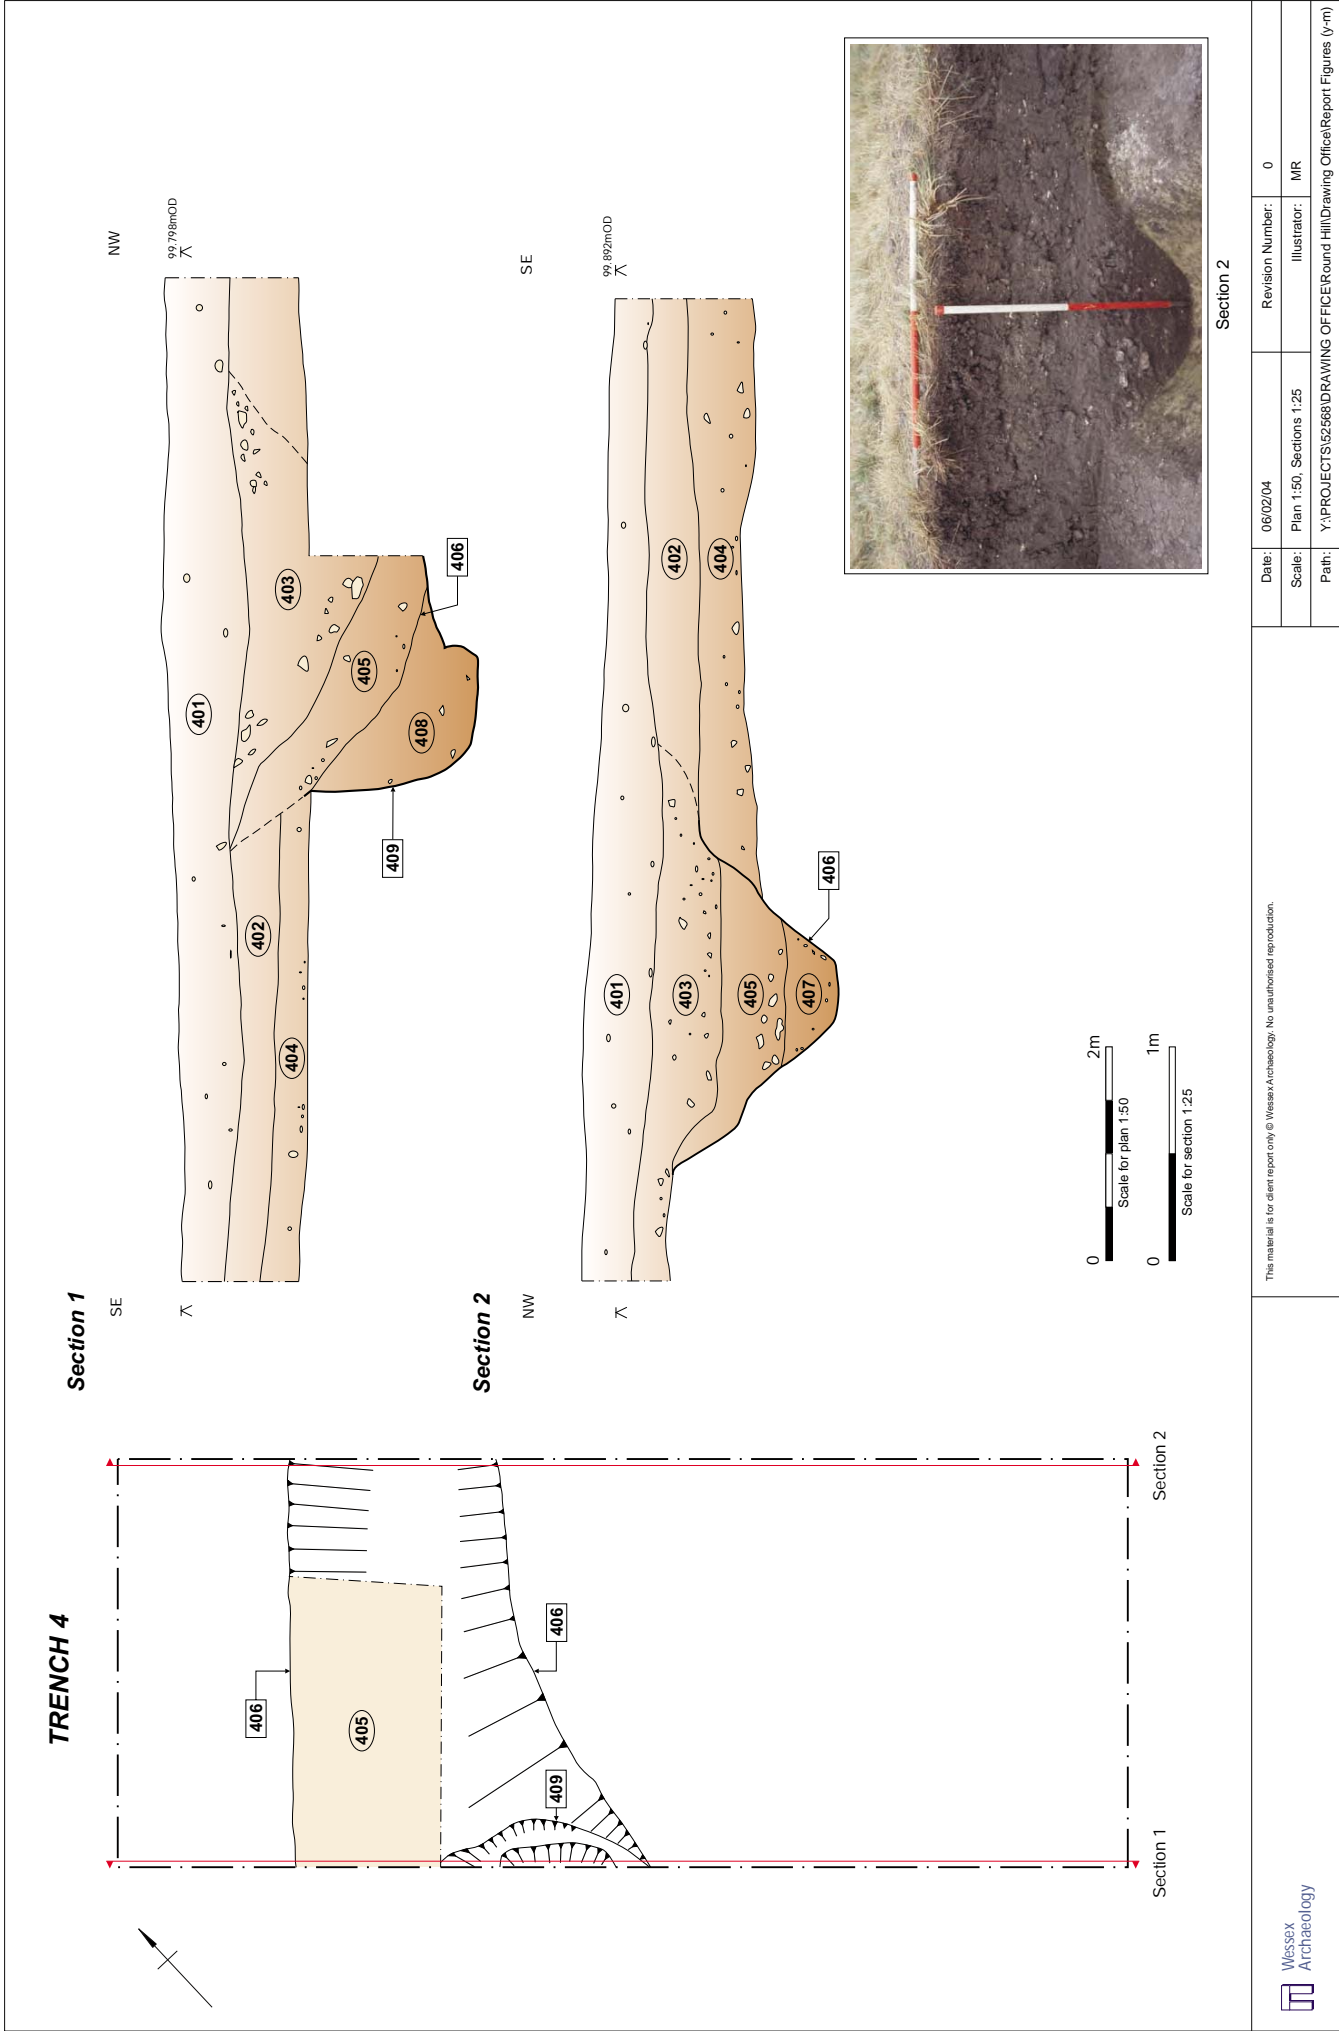 TRENCH 4
406
405
406
409
Section 1
Section 2
Section 1
SE
NW
99.798mOD
401
403
402
404
405
406
408
409
Section 2
NW
SE
99.892mOD
401
402
403
404
405
407
406
0
2m
Scale for plan 1:50
0
1m
Scale for section 1:25
Section 2
Wessex
Archaeology
This material is for client report only © Wessex Archaeology. No unauthorised reproduction.
Date: 06/02/04 Revision Number: 0
Scale: Plan 1:50, Sections 1:25 Illustrator: MR
Path: Y:\PROJECTS\52568\DRAWING OFFICE\Round Hill\Drawing Office\Report Figures (y-m)